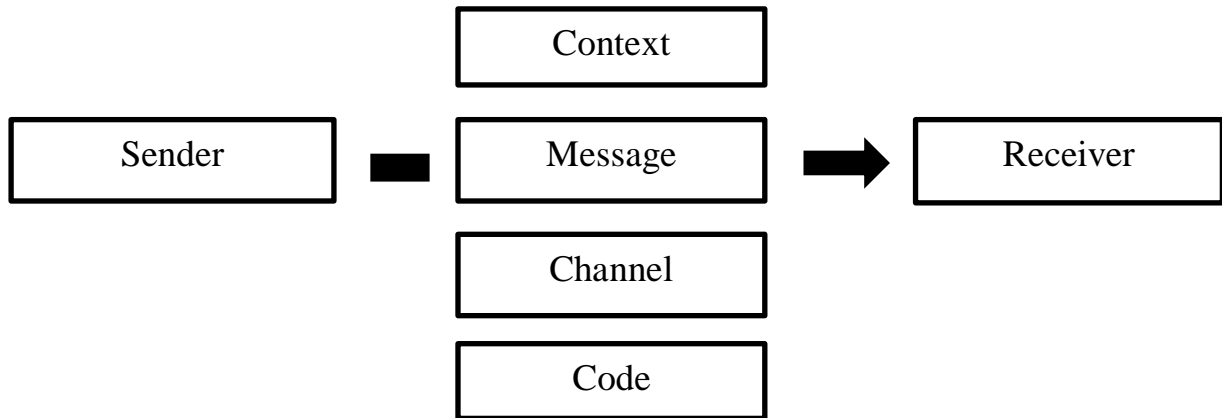 Context
Sender
Message
Receiver
Channel
Code